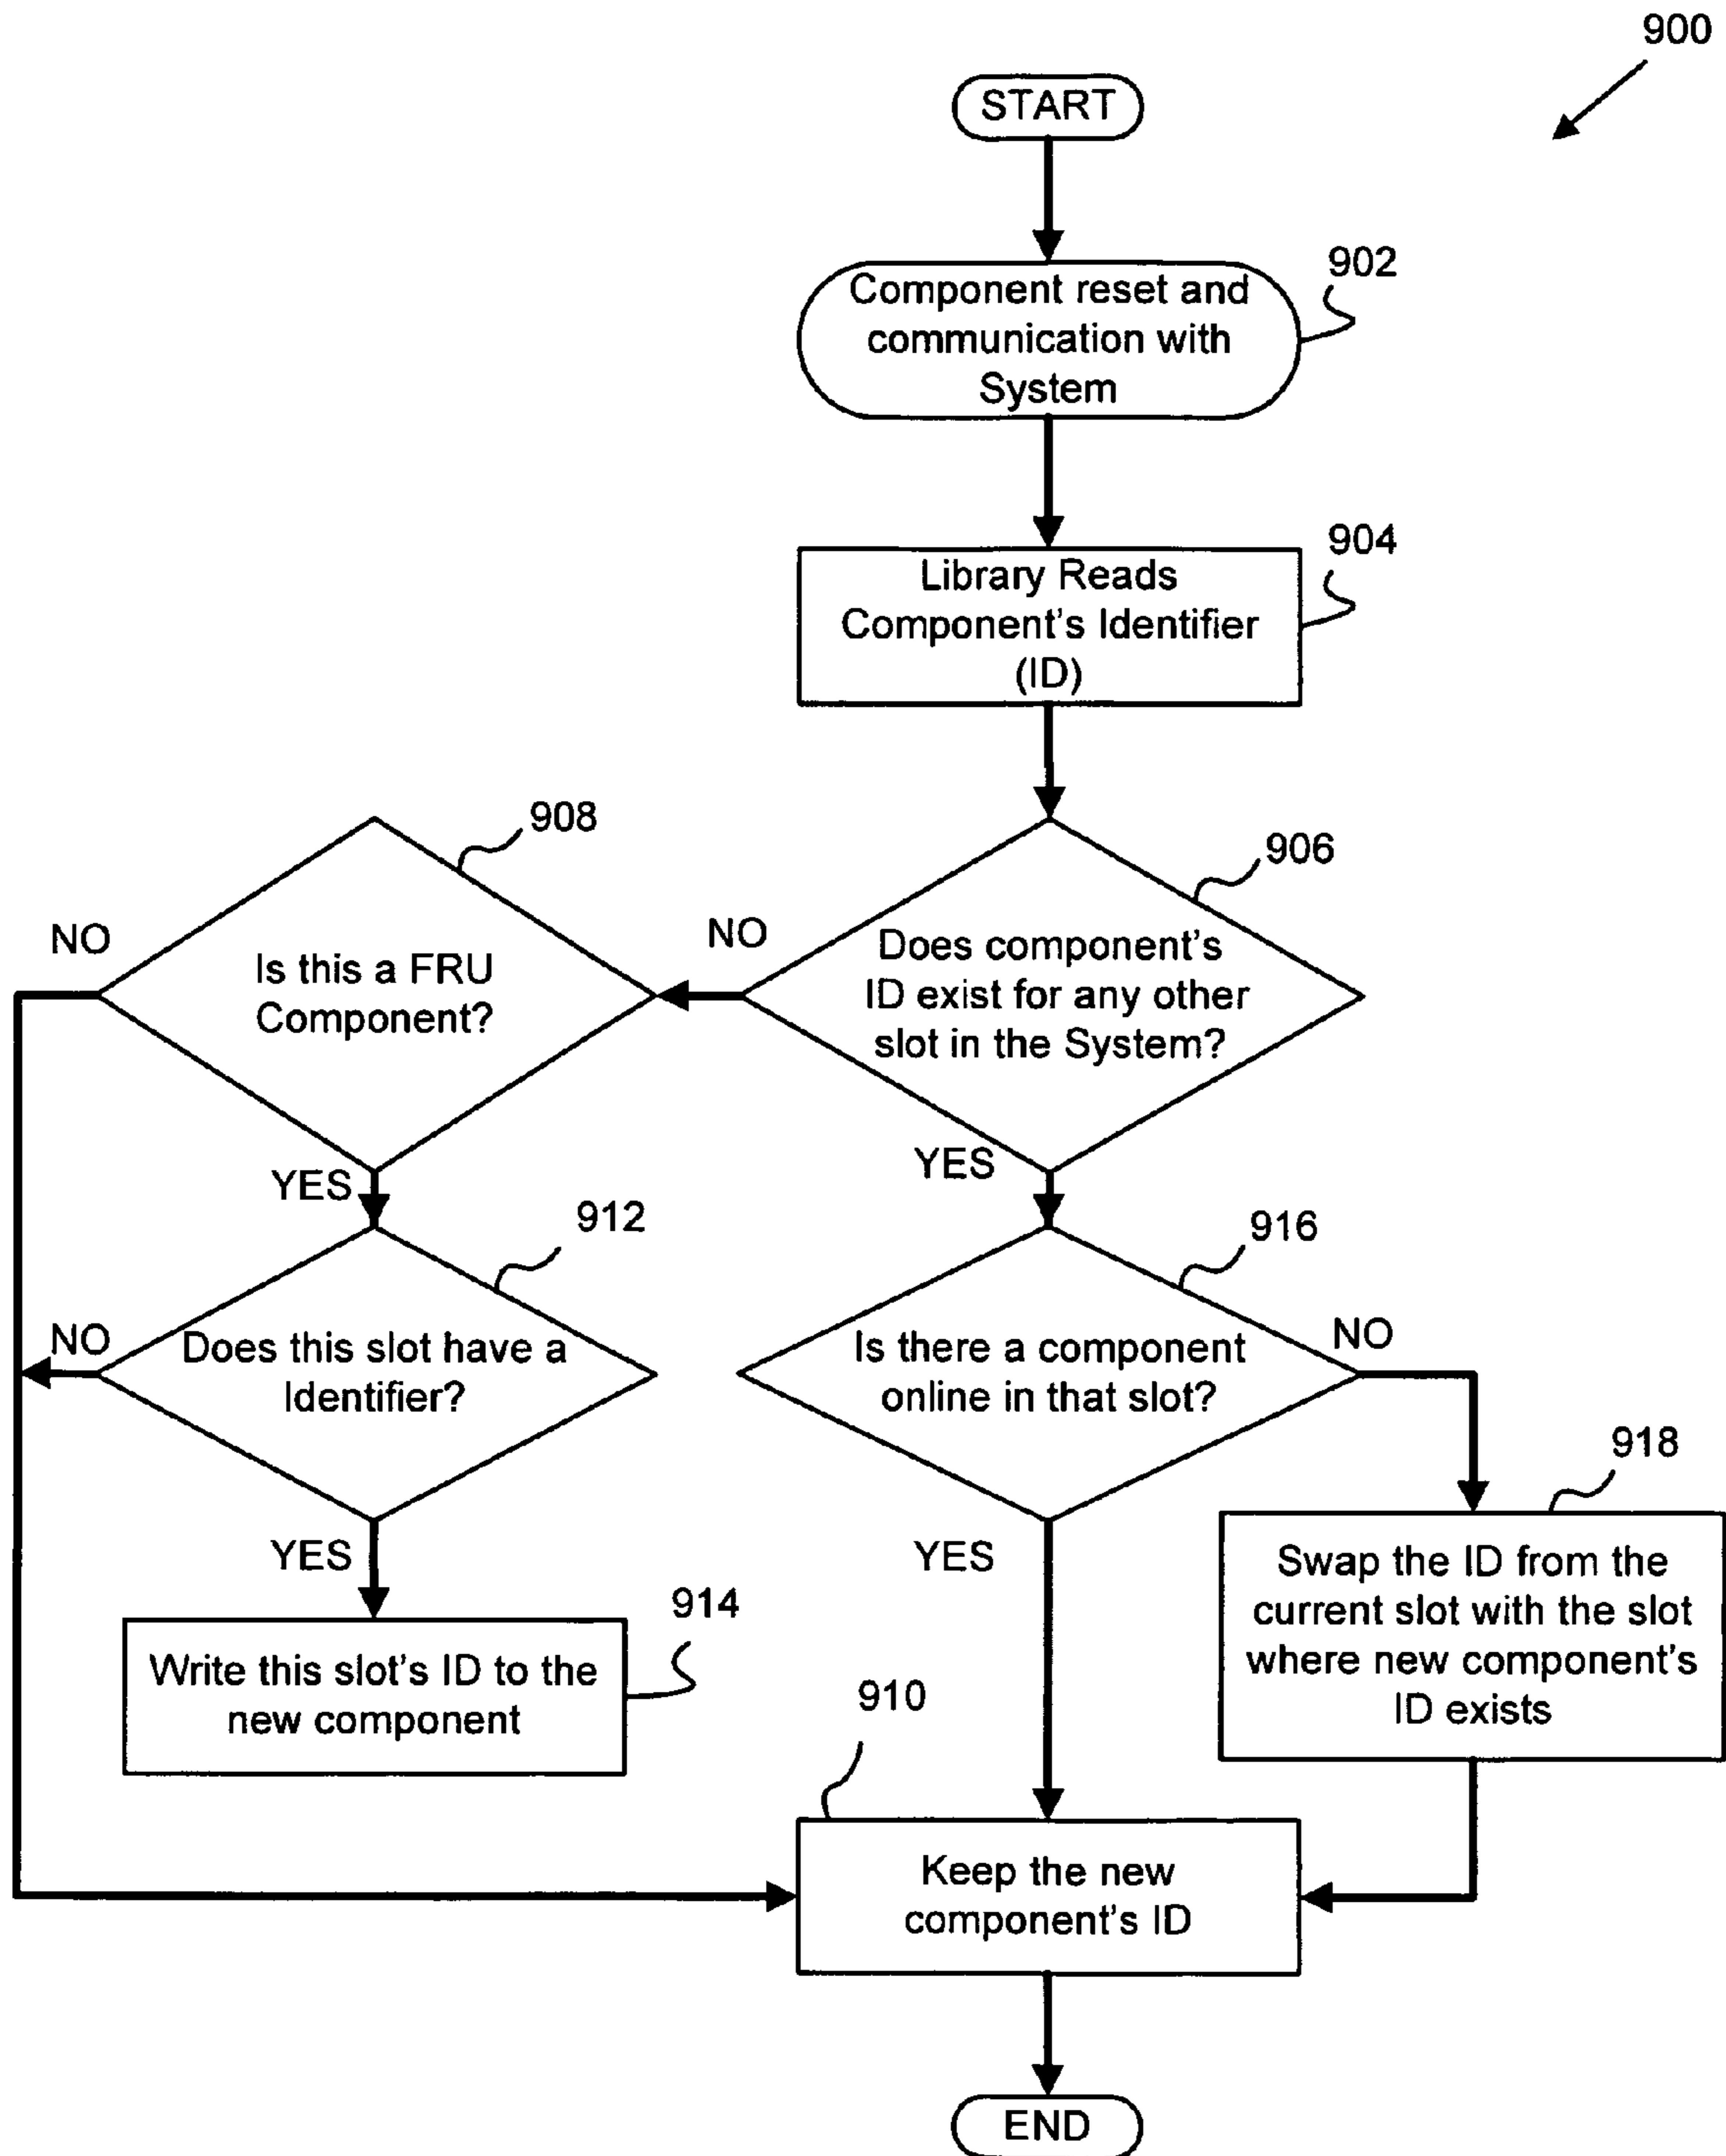 900
START
902
Component reset and
communication with
System
904
Library Reads
Component's Identifier
(ID)
908
906
NO
NO
Is this a FRU
Component?
Does component's
ID exist for any other
slot in the System?
YES
YES
912
916
NO
Does this slot have a
Identifier?
Is there a component
online in that slot?
NO
918
YES
YES
914
Write this slot's ID to the
new component
Swap the ID from the
current slot with the slot
where new component's
ID exists
910
Keep the new
component's ID
END